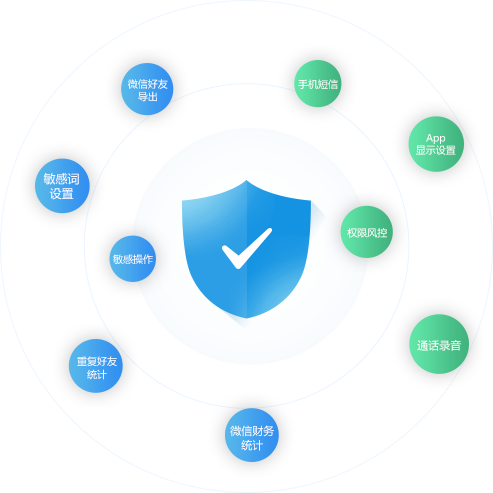 微信好友
导出
手机短信
App
显示设置
敏感词
设置
权限风控
敏感操作
通话录音
重复好友
统计
微信财务
统计